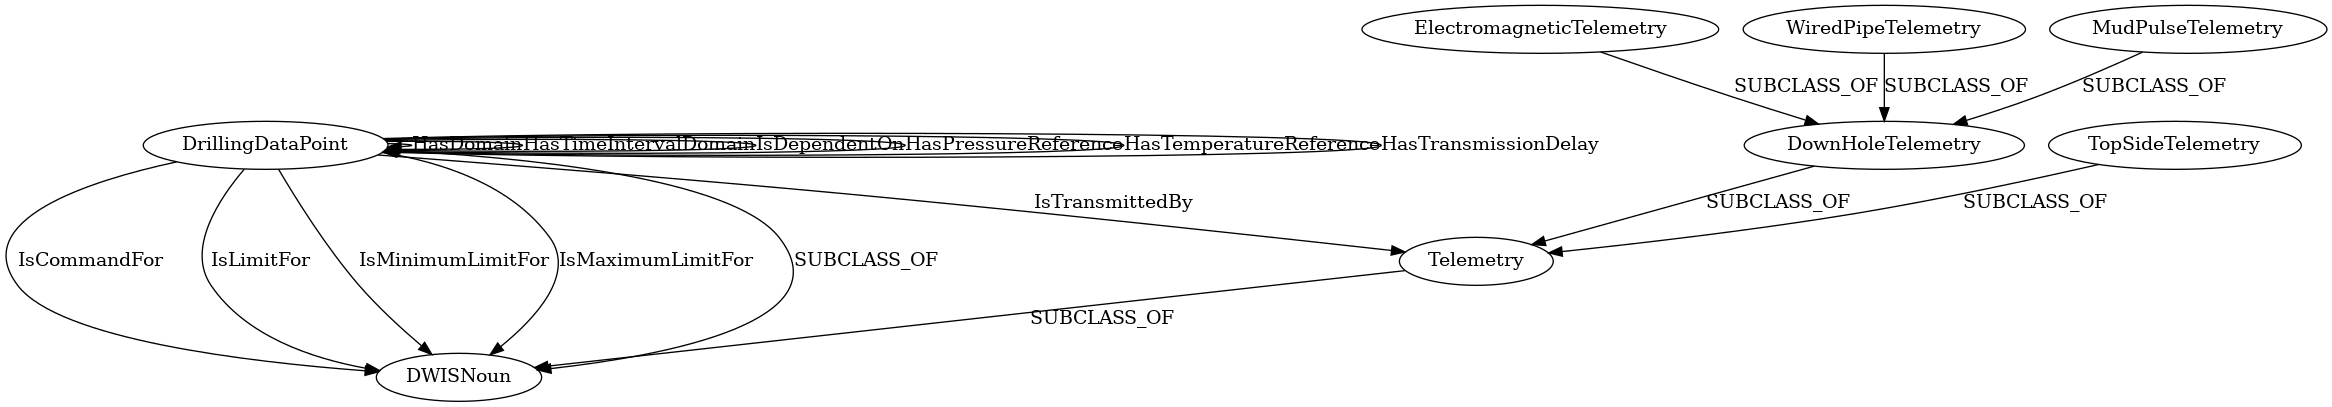 ElectromagneticTelemetry
WiredPipeTelemetry
MudPulseTelemetry
SUBCLASS_OF
SUBCLASS_OF
SUBCLASS_OF
DrillingDataPoint
HasDomain
HasTimeIntervalDomain
IsDependentOn
HasPressureReference
HasTemperatureReference
HasTransmissionDelay
DownHoleTelemetry
TopSideTelemetry
IsTransmittedBy
SUBCLASS_OF
SUBCLASS_OF
IsCommandFor
IsLimitFor
IsMinimumLimitFor
IsMaximumLimitFor
SUBCLASS_OF
Telemetry
SUBCLASS_OF
DWISNoun